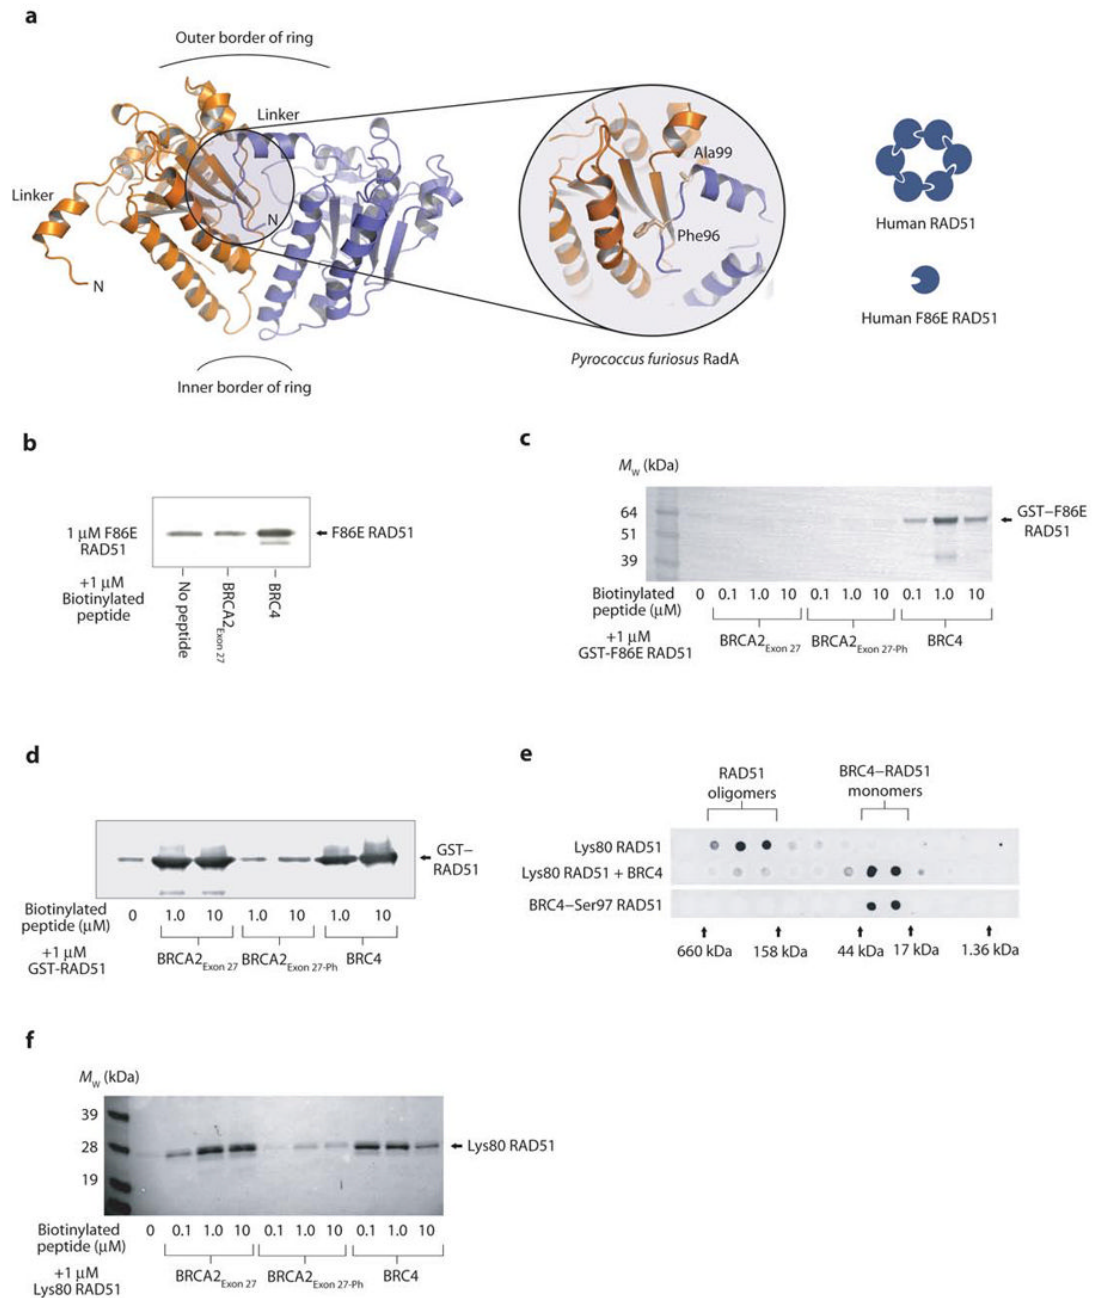 a
Outer border of ring
Linker
Linker
N
N
Inner border of ring
Ala99
Phe96
Pyrococcus furiosus RadA
Human RAD51
Human F86E RAD51
b
1 μM F86E
RAD51
F86E RAD51
+1 μM
Biotinylated
peptide
No peptide
BRCA2Exon 27
BRC4
c
Mw (kDa)
64
51
39
GST–F86E
RAD51
Biotinylated
peptide (μM)
0 0.1 1.0 10 0.1 1.0 10 0.1 1.0 10
+1 μM
GST-F86E RAD51
BRCA2Exon 27 BRCA2Exon 27-Ph BRC4
d
GST–
RAD51
Biotinylated
peptide (μM)
0 1.0 10 1.0 10 1.0 10
+1 μM
GST-RAD51
BRCA2Exon 27 BRCA2Exon 27-Ph BRC4
e
RAD51
oligomers
BRC4–RAD51
monomers
Lys80 RAD51
Lys80 RAD51 + BRC4
BRC4–Ser97 RAD51
660 kDa 158 kDa 44 kDa 17 kDa 1.36 kDa
f
Mw (kDa)
39
28
19
Lys80 RAD51
Biotinylated
peptide (μM)
0 0.1 1.0 10 0.1 1.0 10 0.1 1.0 10
+1 μM
Lys80 RAD51
BRCA2Exon 27 BRCA2Exon 27-Ph BRC4